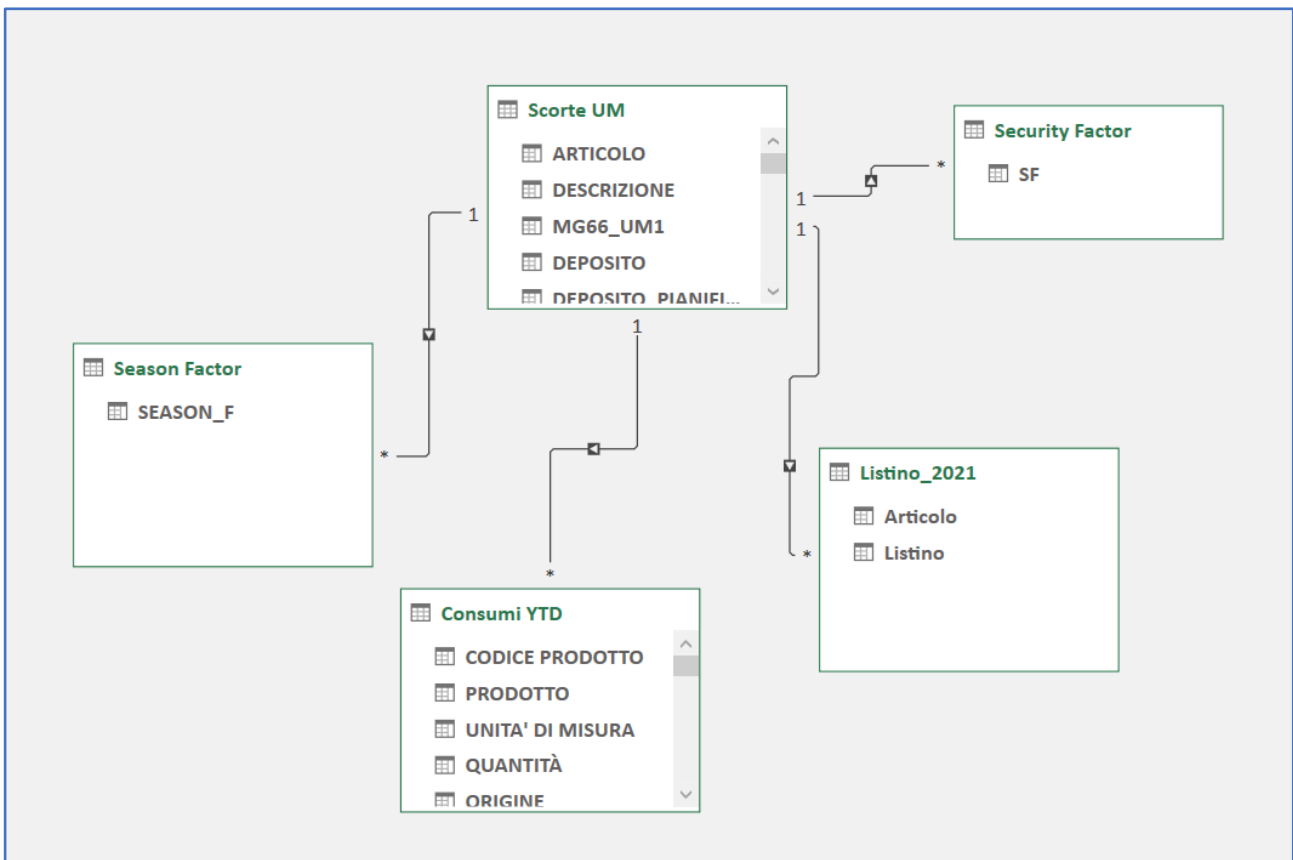 Scorte UM
ARTICOLO
DESCRIZIONE
MG66_UM1
DEPOSITO
DEPOSITO_PIANIFI...
1
1
1
1
Security Factor
SF
*
Season Factor
SEASON_F
*
Listino_2021
Articolo
Listino
*
*
Consumi YTD
CODICE PRODOTTO
PRODOTTO
UNITA' DI MISURA
QUANTITÀ
ORIGINE